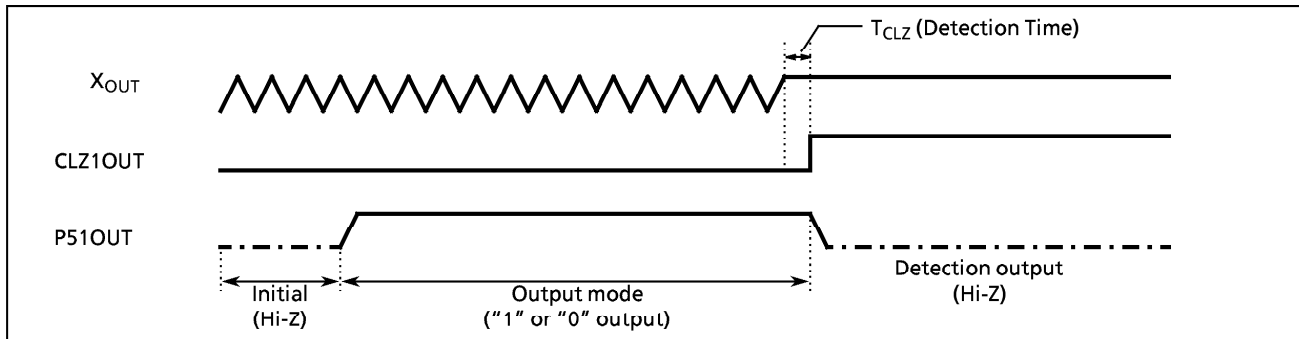 T_CLZ (Detection Time)
X_OUT
CLZ1OUT
P51OUT
Initial
(Hi-Z)
Output mode
("1" or "0" output)
Detection output
(Hi-Z)